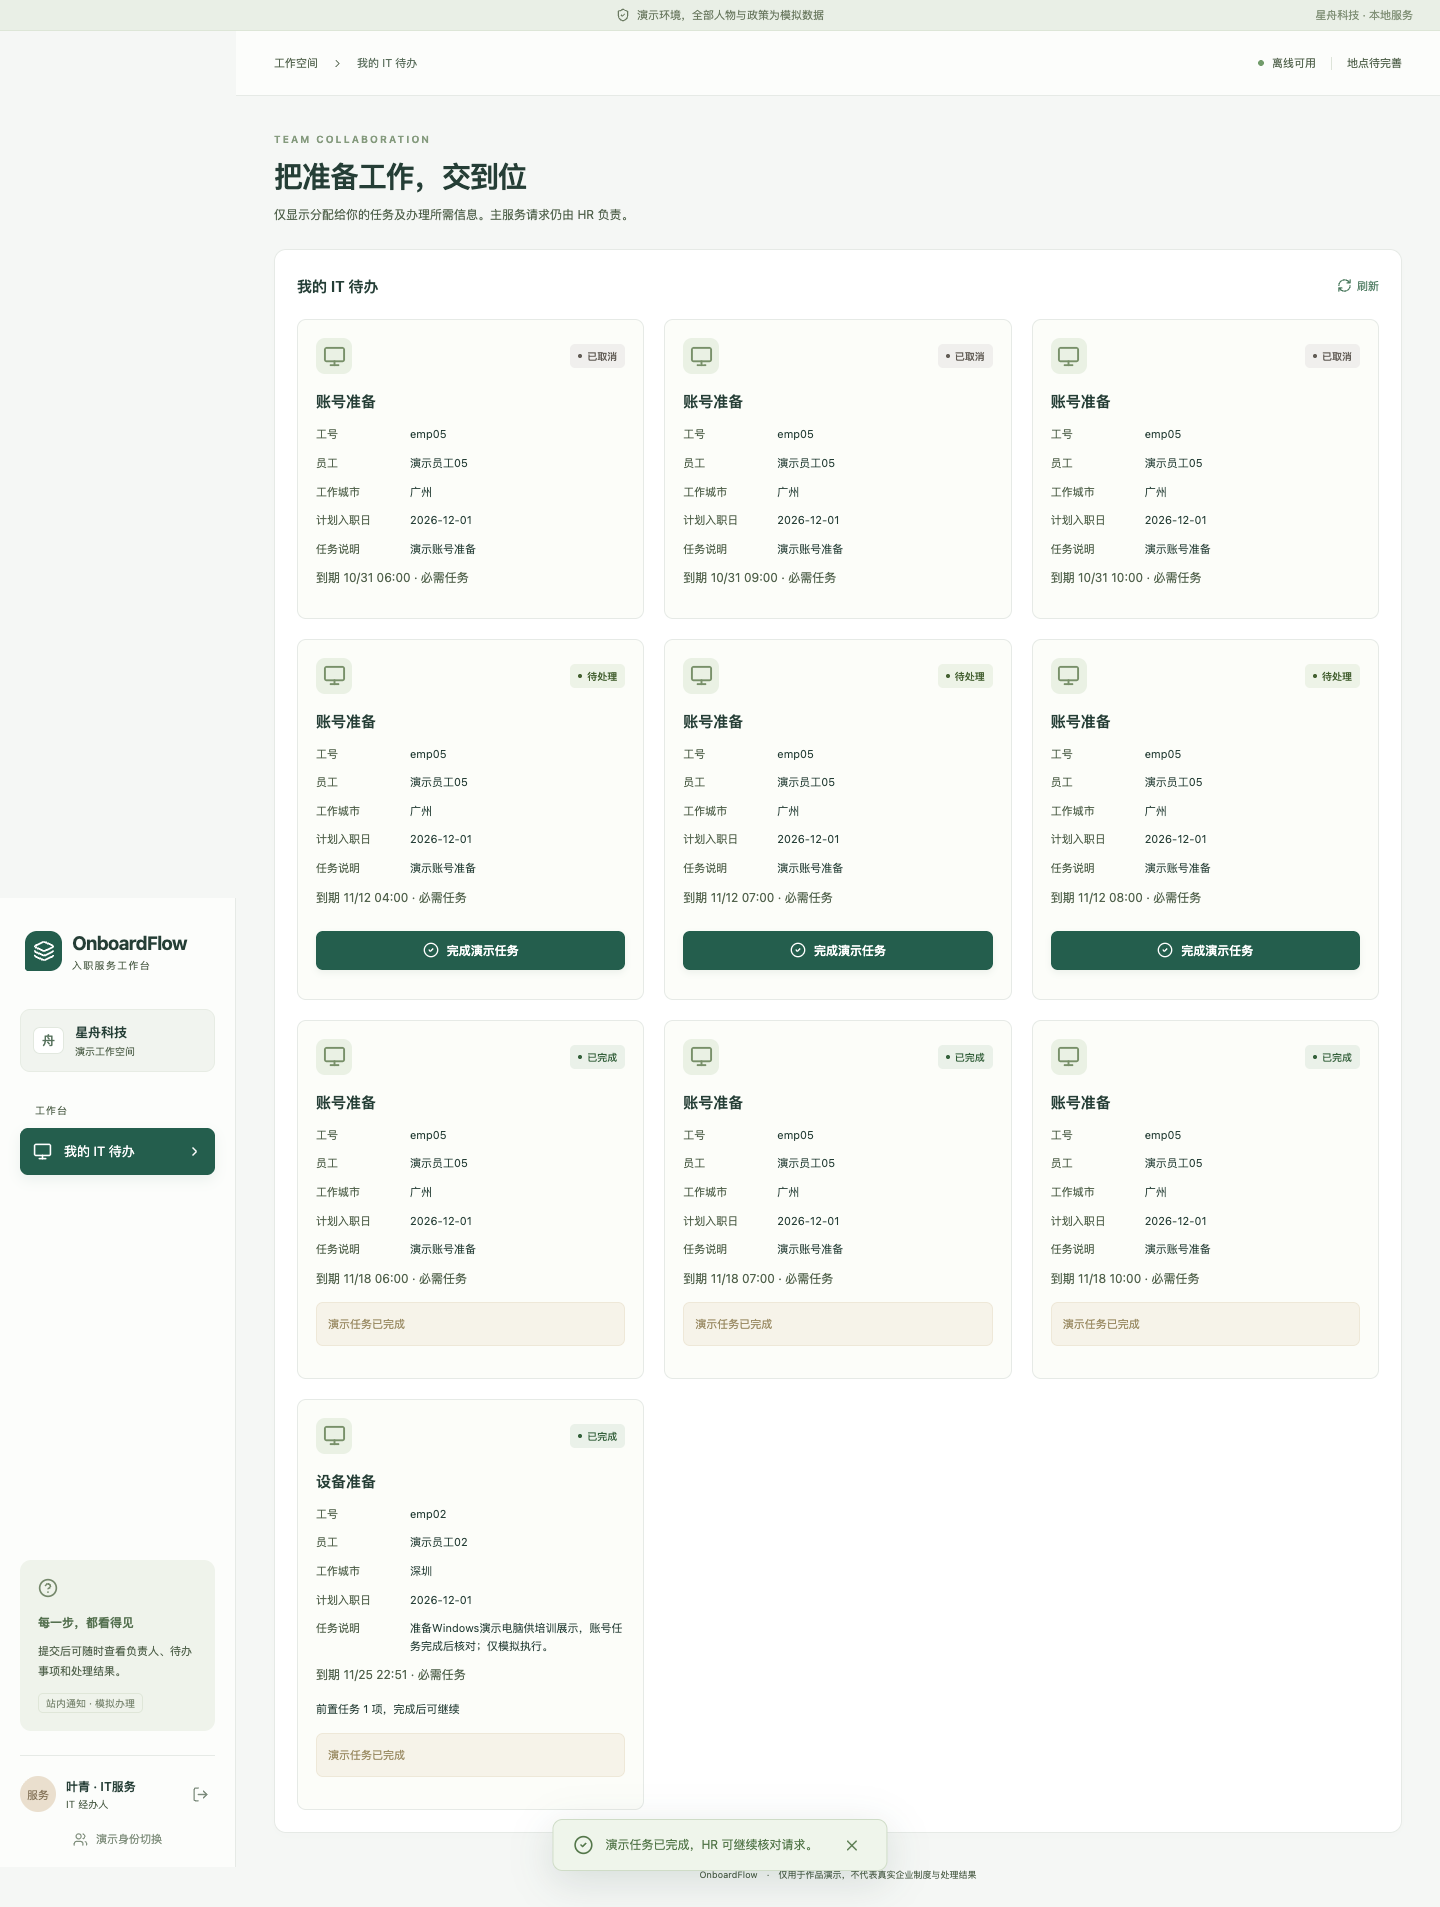 演示环境，全部人物与政策为模拟数据
星舟科技 · 本地服务
工作空间 > 我的 IT 待办
离线可用
地点待完善
TEAM COLLABORATION
把准备工作，交到位
仅显示分配给你的任务及办理所需信息。主服务请求仍由 HR 负责。
我的 IT 待办
刷新
已取消
账号准备
工号 emp05
员工 演示员工05
工作城市 广州
计划入职日 2026-12-01
任务说明 演示账号准备
到期 10/31 06:00 · 必需任务
已取消
账号准备
工号 emp05
员工 演示员工05
工作城市 广州
计划入职日 2026-12-01
任务说明 演示账号准备
到期 10/31 09:00 · 必需任务
已取消
账号准备
工号 emp05
员工 演示员工05
工作城市 广州
计划入职日 2026-12-01
任务说明 演示账号准备
到期 10/31 10:00 · 必需任务
待处理
账号准备
工号 emp05
员工 演示员工05
工作城市 广州
计划入职日 2026-12-01
任务说明 演示账号准备
到期 11/12 04:00 · 必需任务
完成演示任务
待处理
账号准备
工号 emp05
员工 演示员工05
工作城市 广州
计划入职日 2026-12-01
任务说明 演示账号准备
到期 11/12 07:00 · 必需任务
完成演示任务
待处理
账号准备
工号 emp05
员工 演示员工05
工作城市 广州
计划入职日 2026-12-01
任务说明 演示账号准备
到期 11/12 08:00 · 必需任务
完成演示任务
已完成
账号准备
工号 emp05
员工 演示员工05
工作城市 广州
计划入职日 2026-12-01
任务说明 演示账号准备
到期 11/18 06:00 · 必需任务
演示任务已完成
已完成
账号准备
工号 emp05
员工 演示员工05
工作城市 广州
计划入职日 2026-12-01
任务说明 演示账号准备
到期 11/18 07:00 · 必需任务
演示任务已完成
已完成
账号准备
工号 emp05
员工 演示员工05
工作城市 广州
计划入职日 2026-12-01
任务说明 演示账号准备
到期 11/18 10:00 · 必需任务
演示任务已完成
已完成
设备准备
工号 emp02
员工 演示员工02
工作城市 深圳
计划入职日 2026-12-01
任务说明 准备Windows演示电脑供培训展示，账号任
务完成后核对；仅模拟执行。
到期 11/25 22:51 · 必需任务
前置任务 1 项，完成后可继续
演示任务已完成
OnboardFlow
入职服务工作台
舟
星舟科技
演示工作空间
工作台
我的 IT 待办
每一步，都看得见
提交后可随时查看负责人、待办
事项和处理结果。
站内通知 · 模拟办理
服务
叶青 · IT服务
IT 经办人
演示身份切换
演示任务已完成，HR 可继续核对请求。
OnboardFlow · 仅用于作品演示，不代表真实企业制度与处理结果